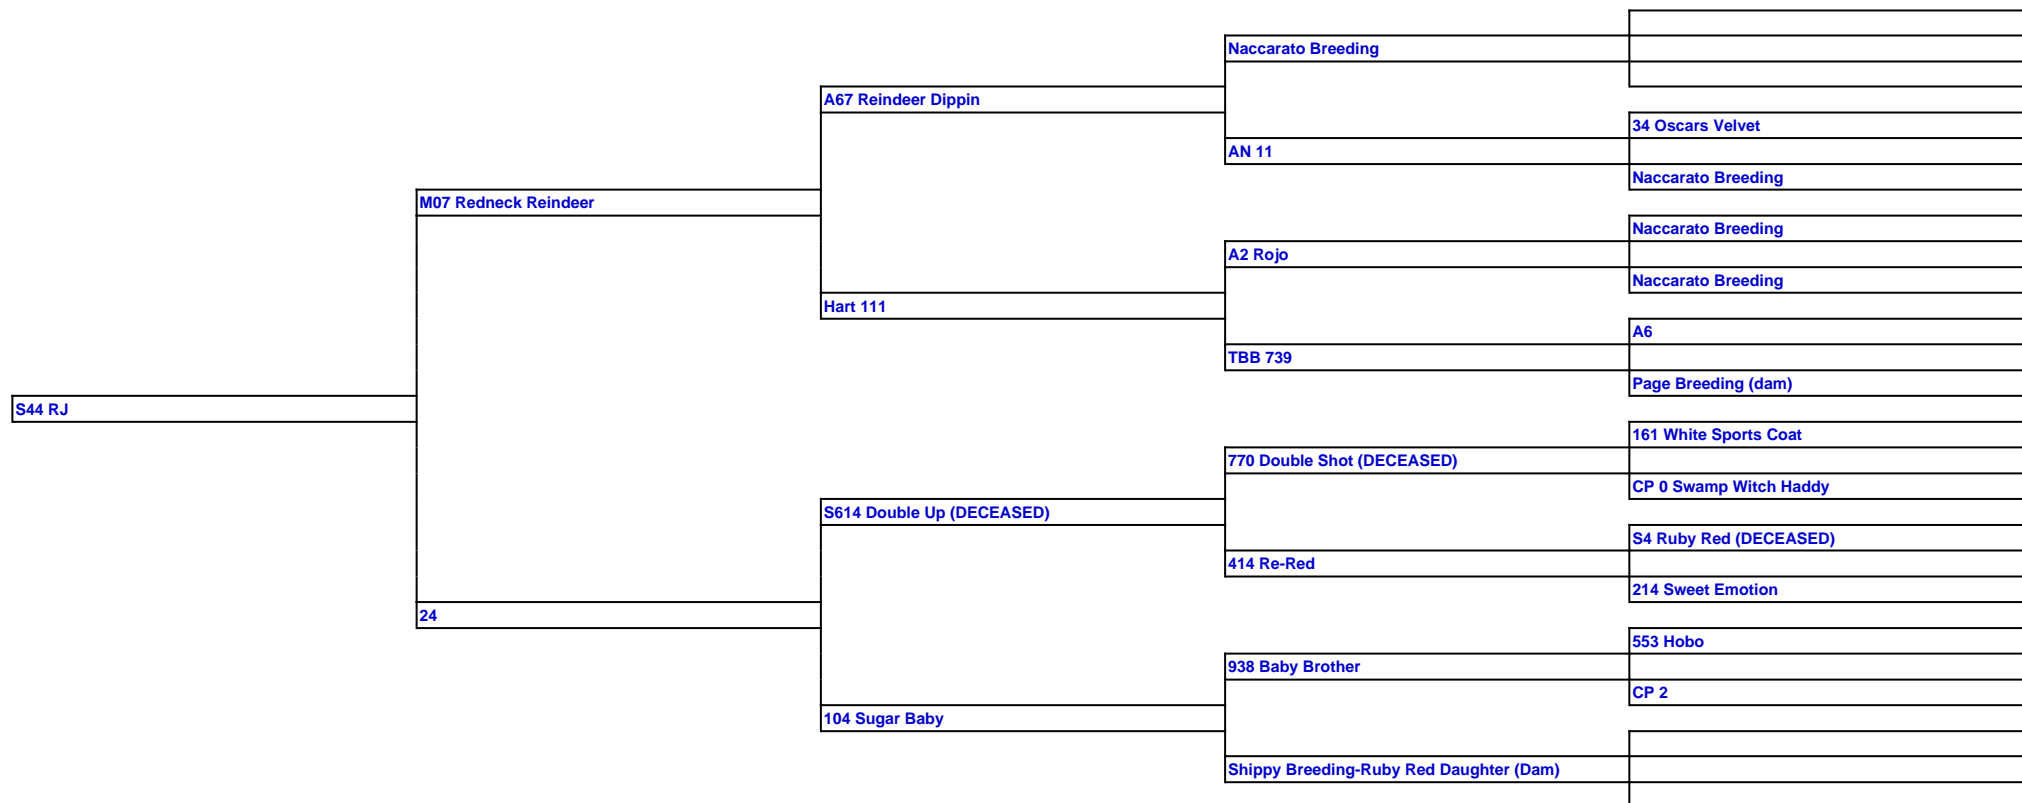 Naccarato Breeding
A67 Reindeer Dippin
34 Oscars Velvet
AN 11
Naccarato Breeding
M07 Redneck Reindeer
Naccarato Breeding
A2 Rojo
Naccarato Breeding
Hart 111
A6
TBB 739
Page Breeding (dam)
S44 RJ
161 White Sports Coat
770 Double Shot (DECEASED)
CP 0 Swamp Witch Haddy
S614 Double Up (DECEASED)
S4 Ruby Red (DECEASED)
414 Re-Red
214 Sweet Emotion
24
553 Hobo
938 Baby Brother
CP 2
104 Sugar Baby
Shippy Breeding-Ruby Red Daughter (Dam)